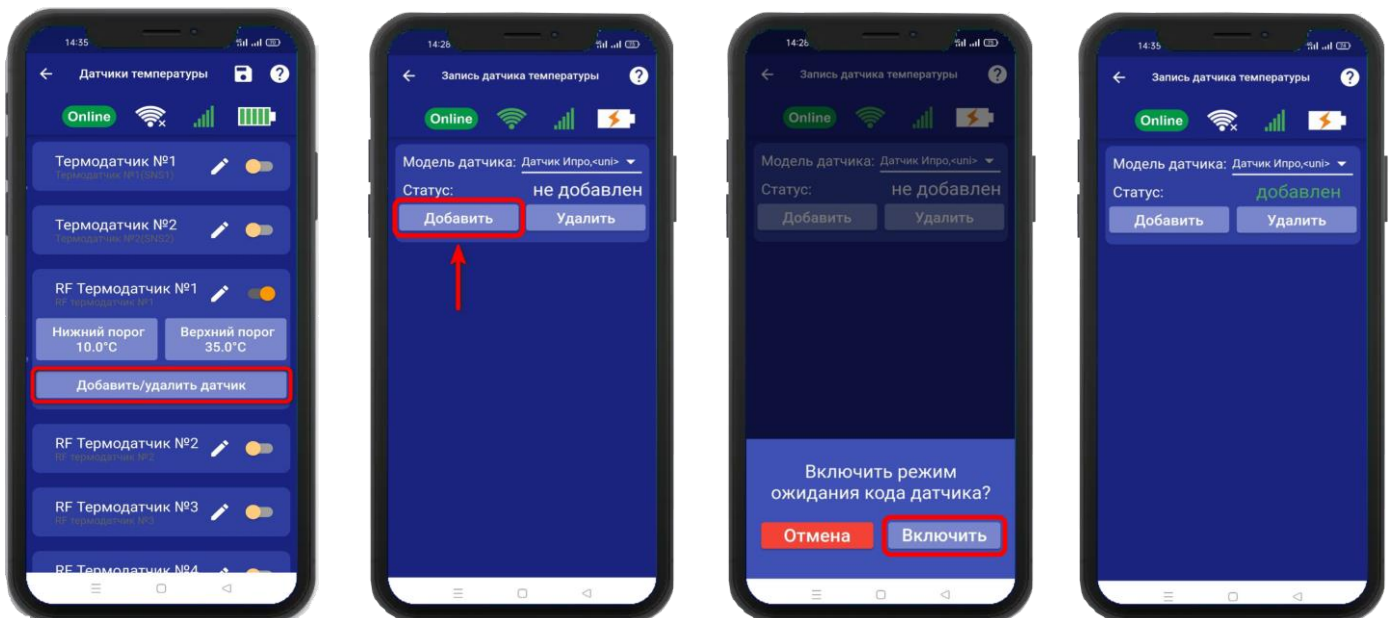 14:35
Датчики температуры
Online
Термодатчик №1
Термодатчик №1(SNS1)
Термодатчик №2
Термодатчик №2(SNS2)
RF Термодатчик №1
RF термодатчик №1
Нижний порог
10.0°C
Верхний порог
35.0°C
Добавить/удалить датчик
RF Термодатчик №2
RF термодатчик №2
RF Термодатчик №3
RF термодатчик №3
RF Термодатчик №4
14:26
Запись датчика температуры
Online
Модель датчика: Датчик Ипро,<uni>
Статус: не добавлен
Добавить Удалить
14:26
Запись датчика температуры
Online
Модель датчика: Датчик Ипро,<uni>
Статус: не добавлен
Добавить Удалить
Включить режим
ожидания кода датчика?
Отмена Включить
14:35
Запись датчика температуры
Online
Модель датчика: Датчик Ипро,<uni>
Статус: добавлен
Добавить Удалить